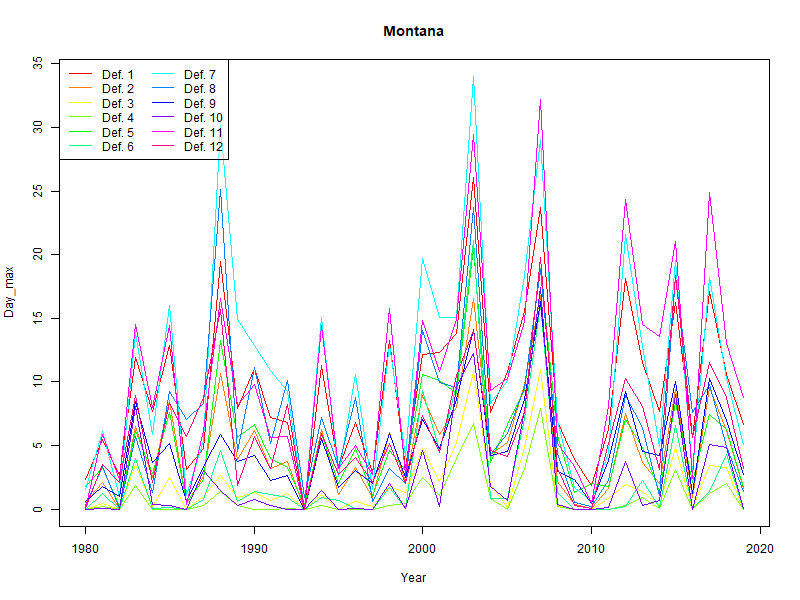 Montana
Def. 1 Def. 7
Def. 2 Def. 8
Def. 3 Def. 9
Def. 4 Def. 10
Def. 5 Def. 11
Def. 6 Def. 12
Day_max
35
30
25
20
15
10
5
0
1980 1990 2000 2010 2020
Year